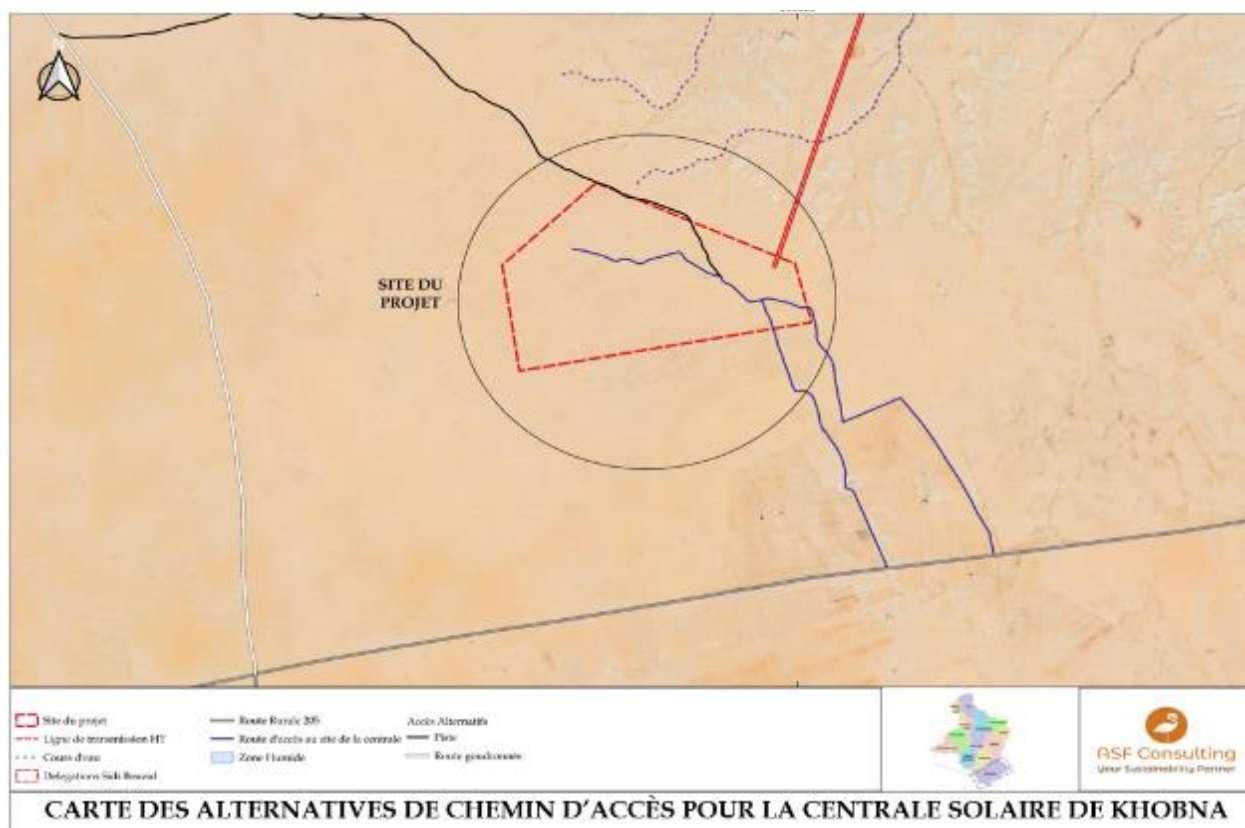 SITE DU
PROJET
Site du projet
Ligne de transmission HT
Cours d'eau
Délégations Sidi Bouzid
Route Rurale 205
Route d'accès au site de la centrale
Zone Humide
Accès Alternatifs
Piste
Route goudronnée
ASF Consulting
Your Sustainability Partner
CARTE DES ALTERNATIVES DE CHEMIN D'ACCÈS POUR LA CENTRALE SOLAIRE DE KHOBNA